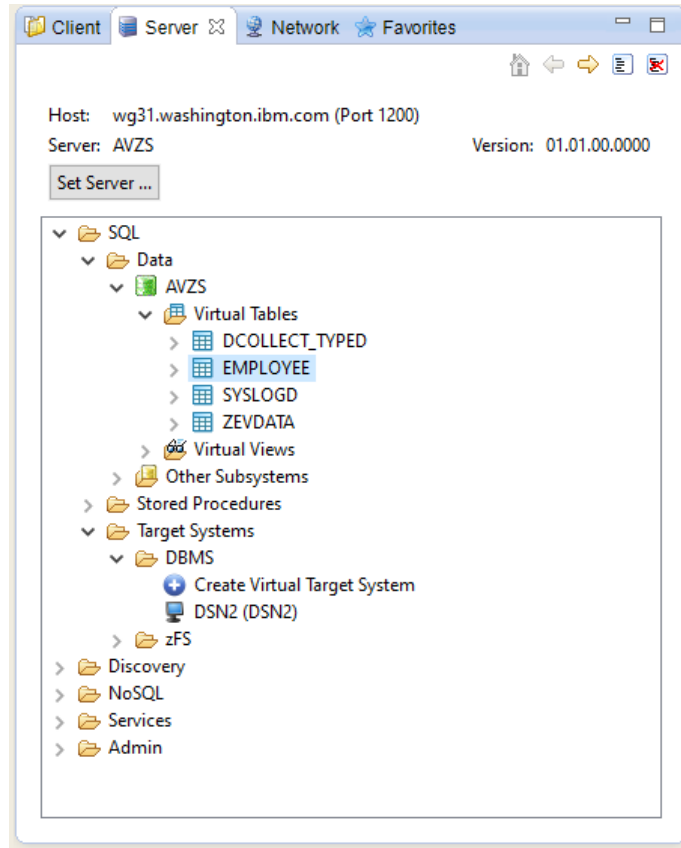 Client Server Network Favorites
Host: wg31.washington.ibm.com (Port 1200)
Server: AVZS Version: 01.01.00.0000
Set Server ...
SQL
Data
AVZS
Virtual Tables
DCOLLECT_TYPED
EMPLOYEE
SYSLOGD
ZEVDATA
Virtual Views
Other Subsystems
Stored Procedures
Target Systems
DBMS
Create Virtual Target System
DSN2 (DSN2)
zFS
Discovery
NoSQL
Services
Admin